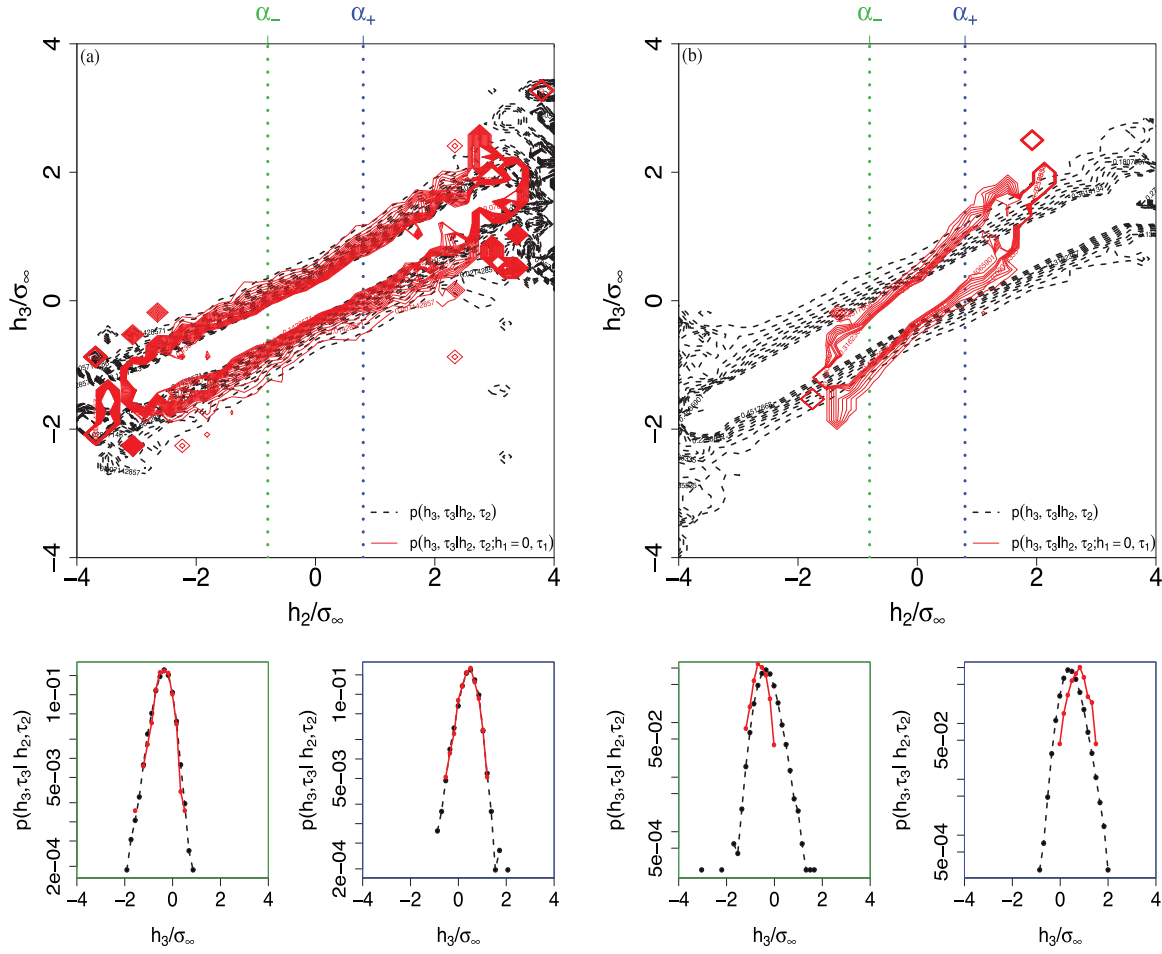 α₋ α₊
(a)
4
2
0
−2
−4
h₃/σ∞
−4 −2 0 2 4
h₂/σ∞
p(h₃, τ₃|h₂, τ₂)
p(h₃, τ₃|h₂, τ₂;h₁ = 0, τ₁)
α₋ α₊
(b)
4
2
0
−2
−4
h₃/σ∞
−4 −2 0 2 4
h₂/σ∞
p(h₃, τ₃|h₂, τ₂)
p(h₃, τ₃|h₂, τ₂;h₁ = 0, τ₁)
p(h₃,τ₃| h₂,τ₂)
1e−01
5e−03
2e−04
−4 −2 0 2 4
h₃/σ∞
p(h₃,τ₃| h₂,τ₂)
1e−01
5e−03
2e−04
−4 −2 0 2 4
h₃/σ∞
p(h₃,τ₃| h₂,τ₂)
5e−02
5e−04
−4 −2 0 2 4
h₃/σ∞
p(h₃,τ₃| h₂,τ₂)
5e−02
5e−04
−4 −2 0 2 4
h₃/σ∞